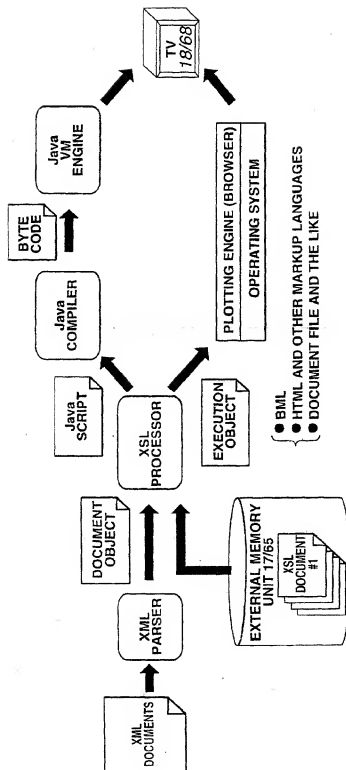 XML
DOCUMENTS
XML
PARSER
DOCUMENT
OBJECT
EXTERNAL MEMORY
UNIT 17/65
XSL
DOCUMENT
#1
XSL
PROCESSOR
Java
SCRIPT
Java
COMPILER
BYTE
CODE
Java
VM
ENGINE
EXECUTION
OBJECT
PLOTTING ENGINE (BROWSER)
OPERATING SYSTEM
● BML
● HTML AND OTHER MARKUP LANGUAGES
● DOCUMENT FILE AND THE LIKE
TV
18/68